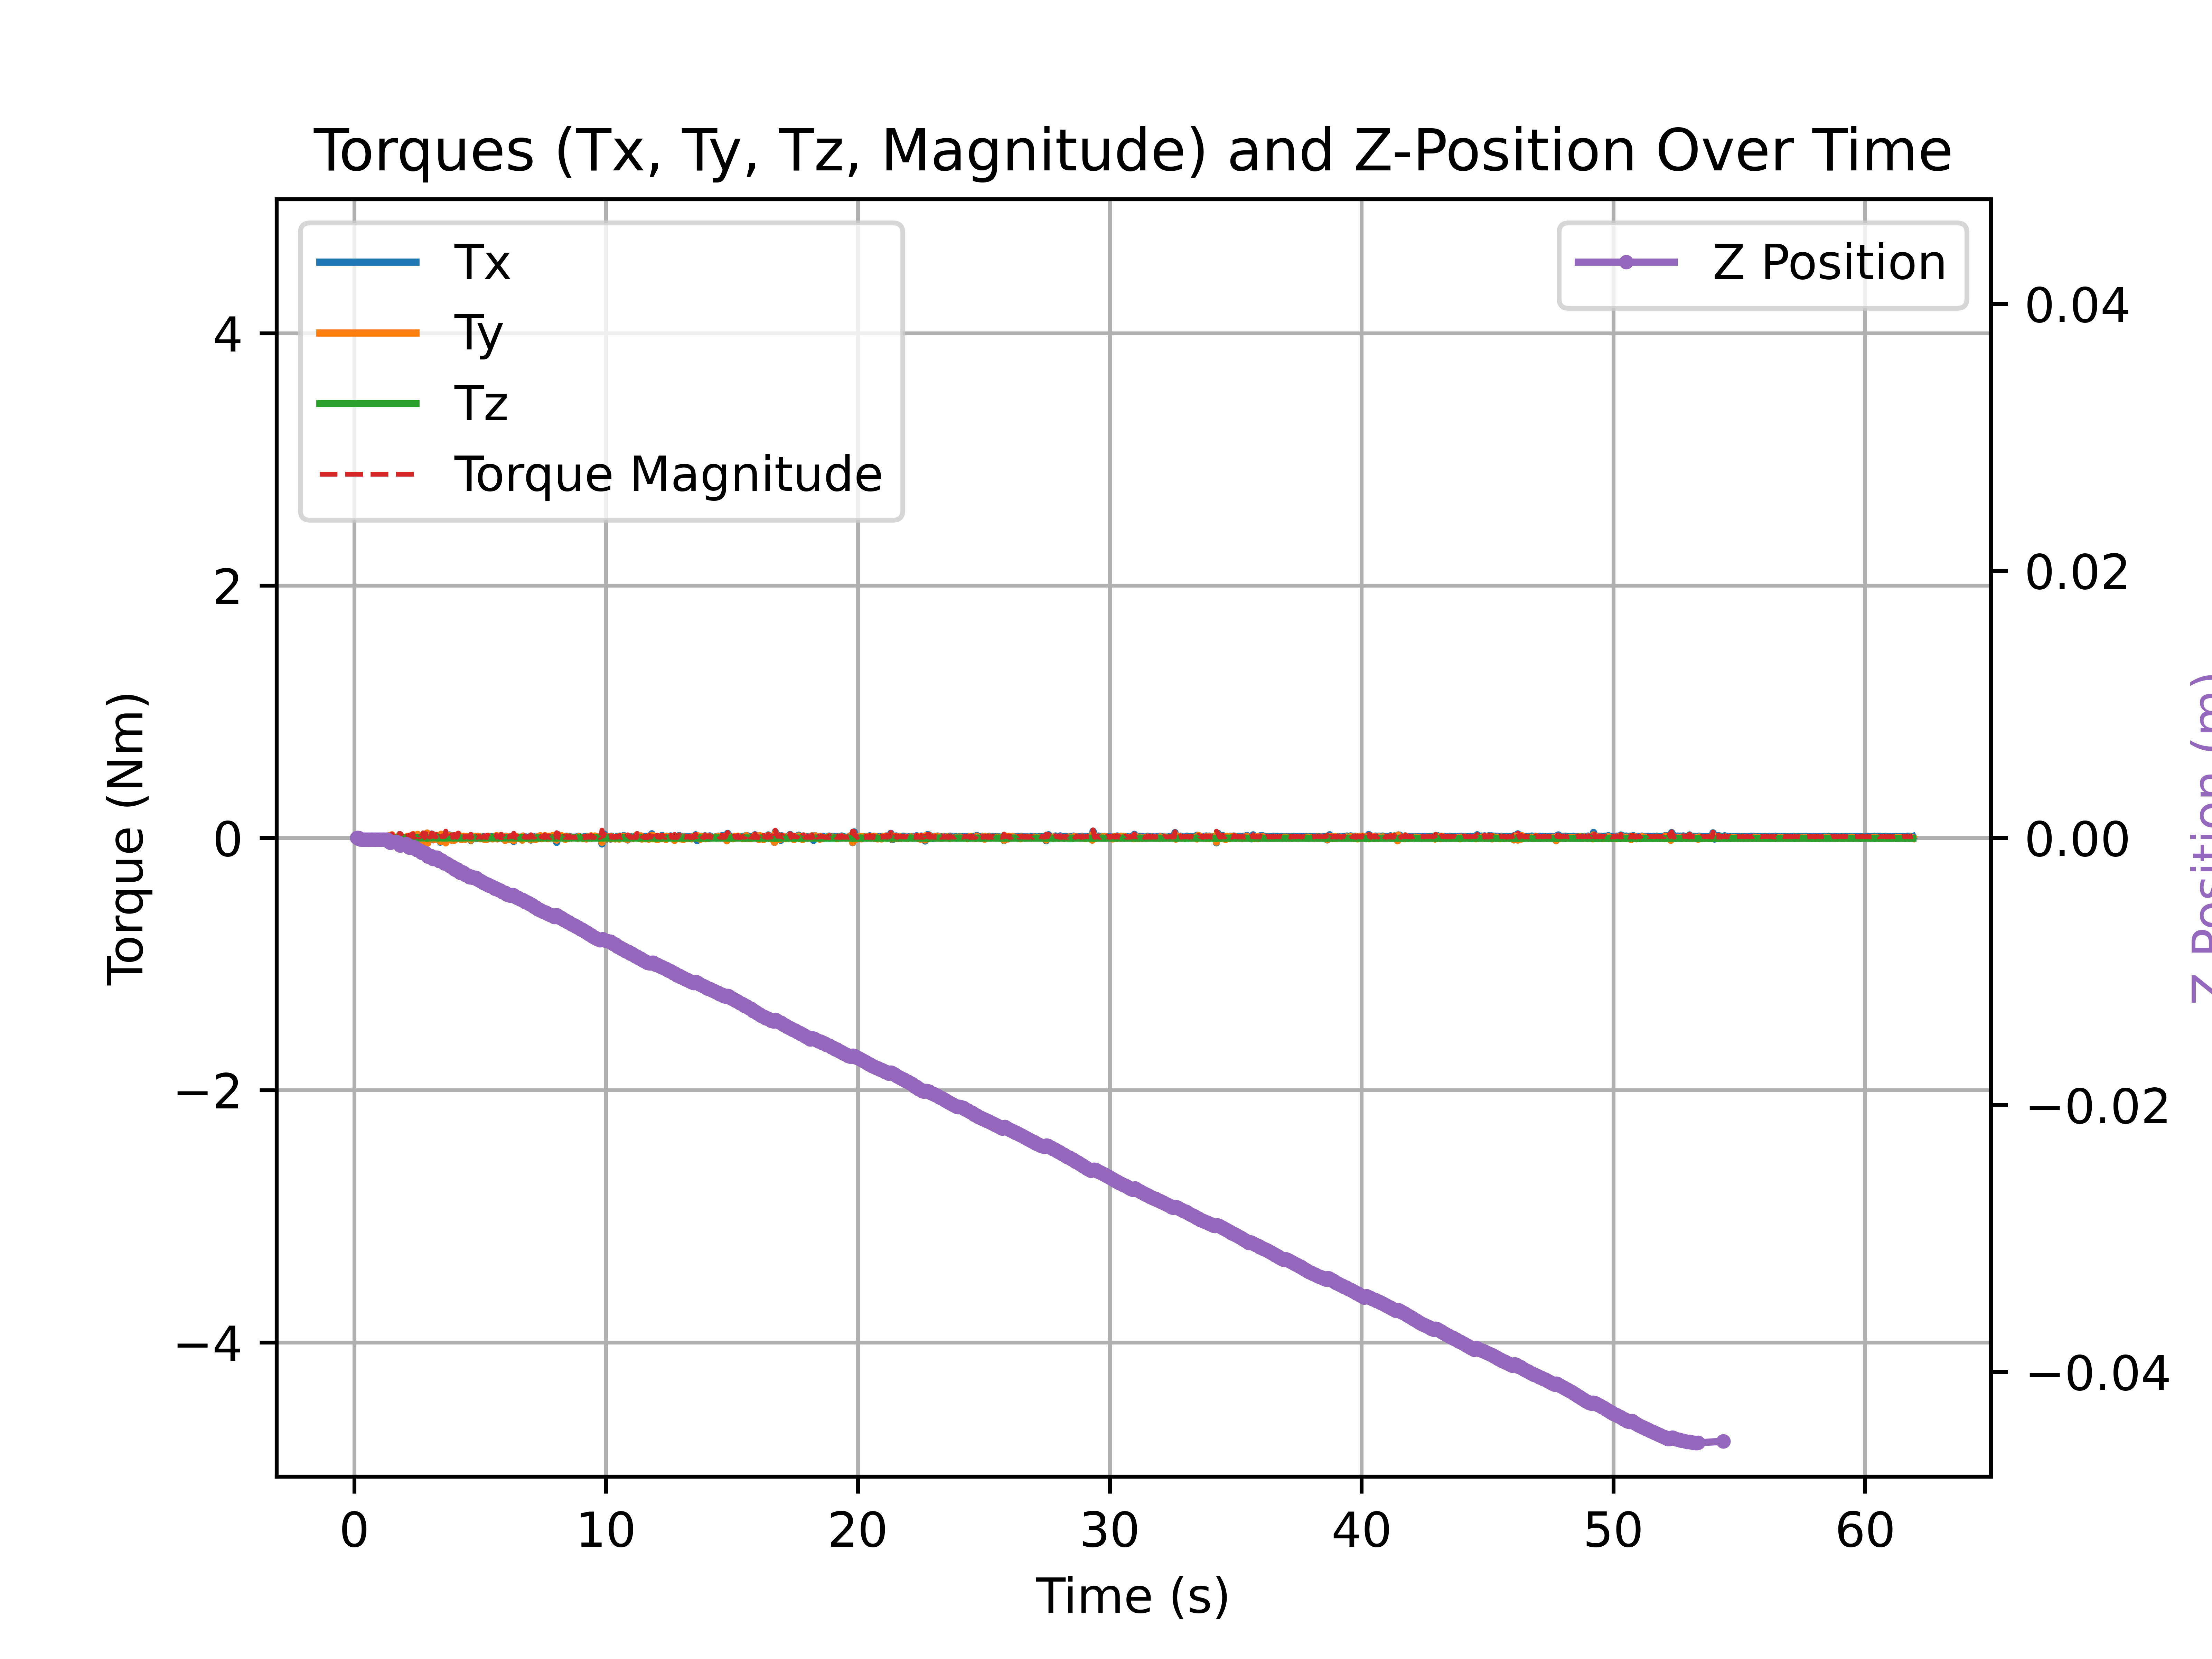 Torques (Tx, Ty, Tz, Magnitude) and Z-Position Over Time
Tx
Ty
Tz
Torque Magnitude
Z Position
4
2
0
−2
−4
Torque (Nm)
0.04
0.02
0.00
−0.02
−0.04
Z Position (m)
0 10 20 30 40 50 60
Time (s)